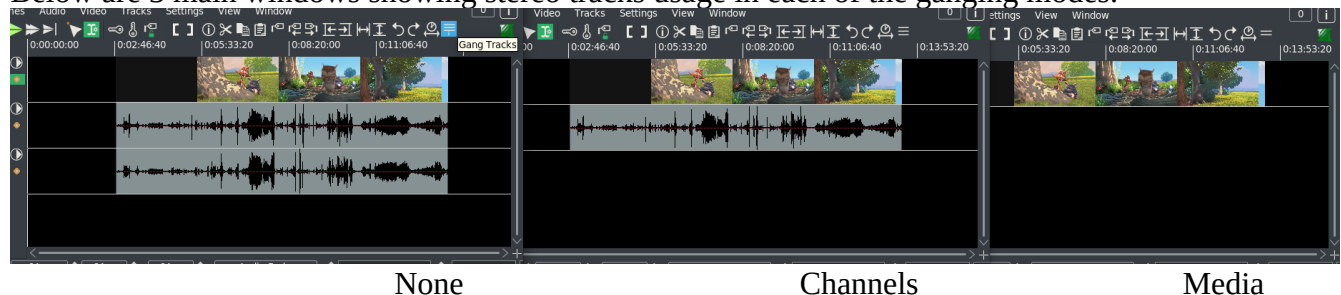 Below are 3 main windows showing stereo tracks usage in each of the ganging modes.
Audio Video Tracks Settings View Window 0
Gang Tracks
0:00:00:00 0:02:46:40 0:05:33:20 0:08:20:00 0:11:06:40
Video Tracks Settings View Window 0
0:02:46:40 0:05:33:20 0:08:20:00 0:11:06:40 0:13:53:20
View Window 0
0:05:33:20 0:08:20:00 0:11:06:40 0:13:53:20
None Channels Media